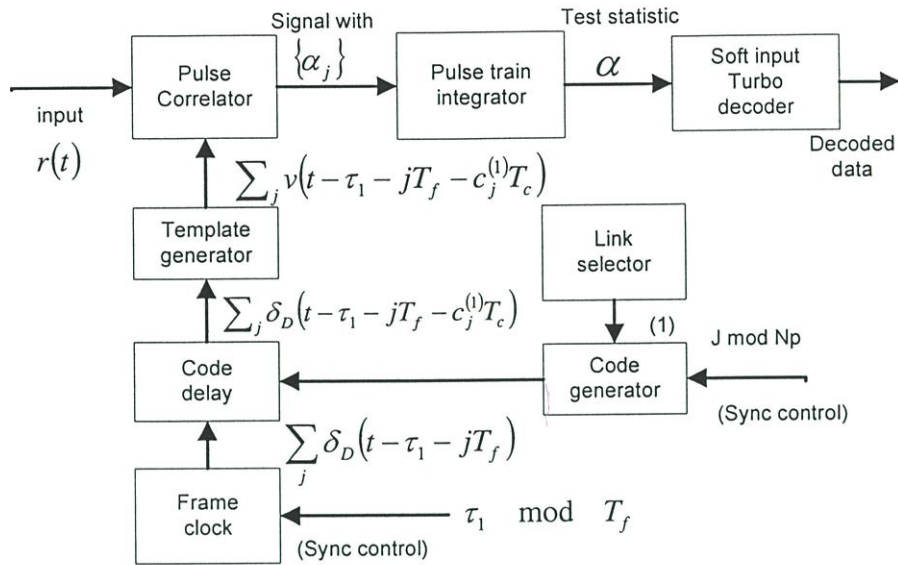 Signal with
{α_j}
Test statistic
Pulse
Correlator
Pulse train
integrator
α
Soft input
Turbo
decoder
input
r(t)
Decoded
data
∑_j v(t − τ_1 − jT_f − c_j^{(1)}T_c)
Template
generator
Link
selector
∑_j δ_D(t − τ_1 − jT_f − c_j^{(1)}T_c)
(1)
J mod Np
Code
delay
Code
generator
(Sync control)
∑_j δ_D(t − τ_1 − jT_f)
Frame
clock
τ_1 mod T_f
(Sync control)